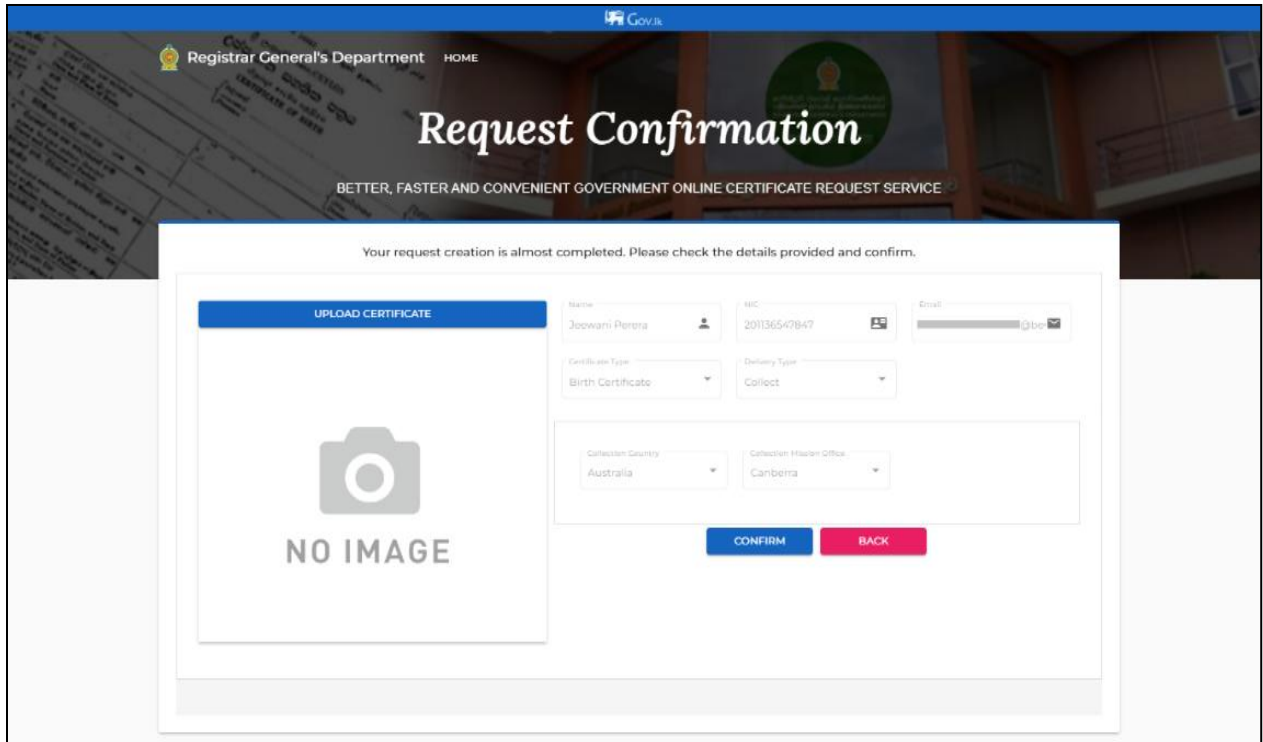 Gov.lk
Registrar General's Department HOME
Request Confirmation
BETTER, FASTER AND CONVENIENT GOVERNMENT ONLINE CERTIFICATE REQUEST SERVICE
Your request creation is almost completed. Please check the details provided and confirm.
UPLOAD CERTIFICATE
Name
Jeewani Perera
NIC
201136547847
Email
@be
Certificate Type
Birth Certificate
Delivery Type
Collect
Collection Country
Australia
Collection Mission Office
Canberra
NO IMAGE
CONFIRM
BACK